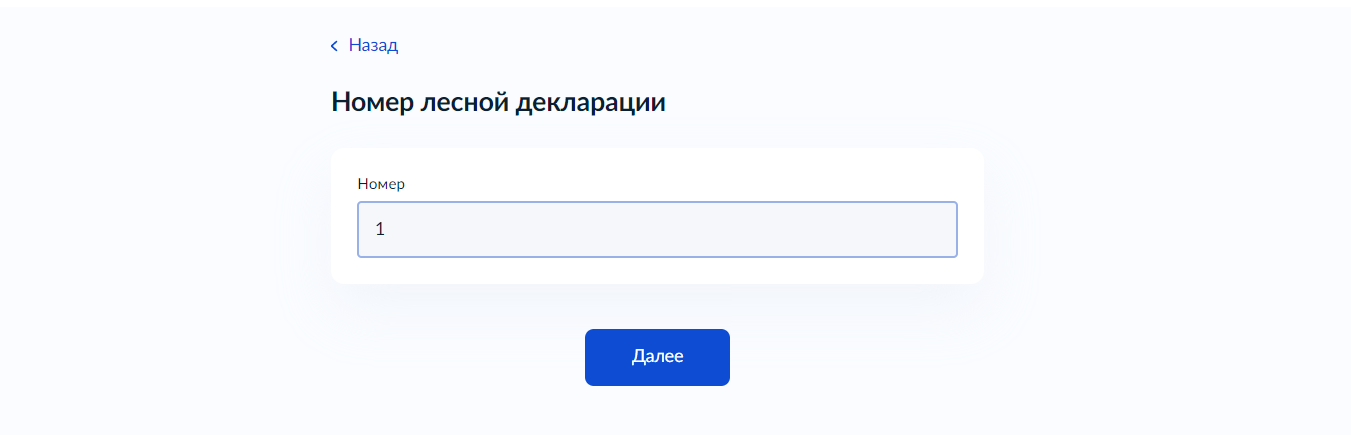 Назад
Номер лесной декларации
Номер
1
Далее